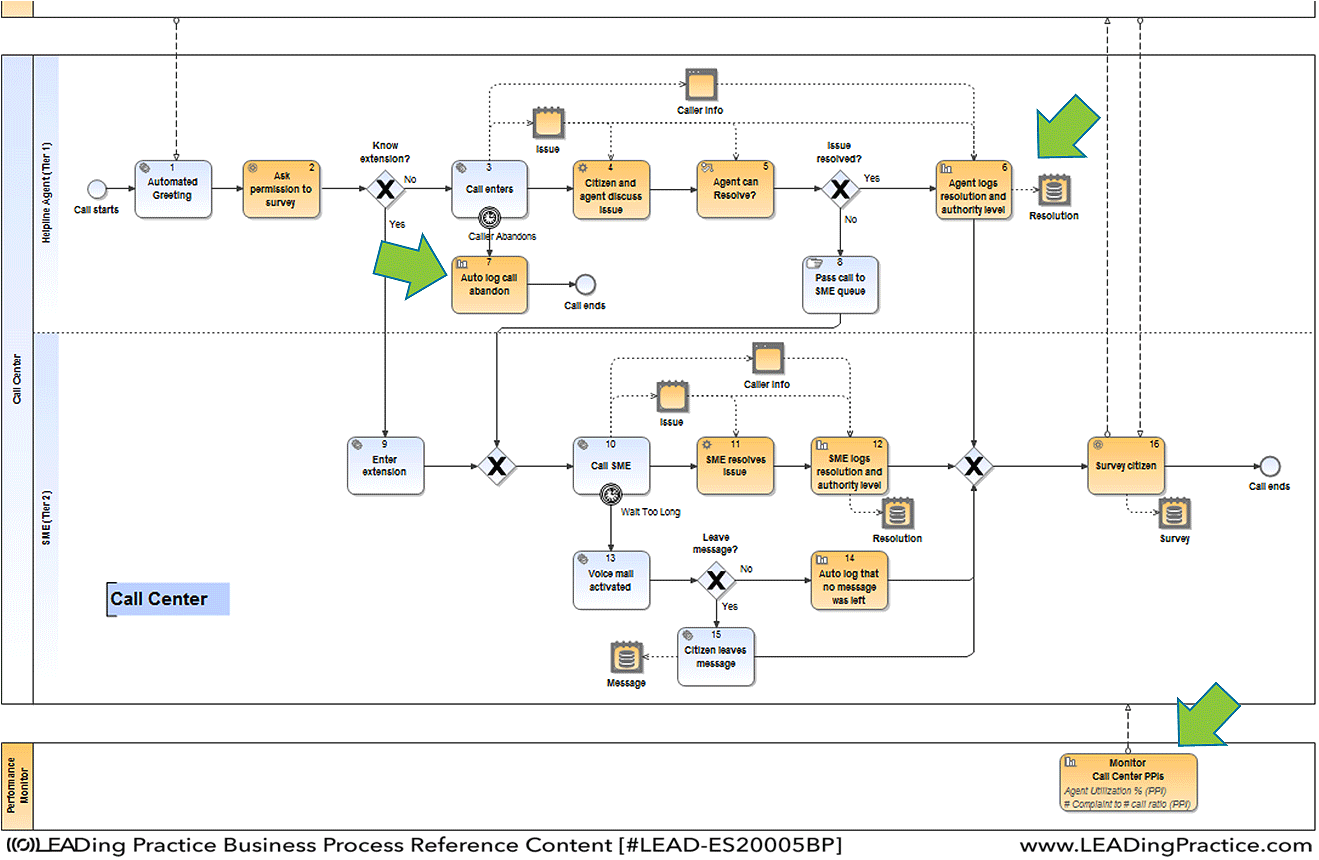 Call Center
Helpline Agent (Tier 1)
Call starts
1
Automated
Greeting
2
Ask
permission to
survey
Know
extension?
No
Yes
3
Call enters
Caller Abandons
Issue
Caller Info
4
Citizen and
agent discuss
issue
5
Agent can
Resolve?
Issue
resolved?
Yes
No
6
Agent logs
resolution and
authority level
Resolution
7
Auto log call
abandon
Call ends
8
Pass call to
SME queue
SME (Tier 2)
9
Enter
extension
10
Call SME
Wait Too Long
Issue
Caller Info
11
SME resolves
issue
12
SME logs
resolution and
authority level
Resolution
13
Voice mail
activated
Leave
message?
No
Yes
14
Auto log that
no message
was left
15
Citizen leaves
message
Message
16
Survey citizen
Survey
Call ends
Call Center
Performance
Monitor
Monitor
Call Center PPIs
Agent Utilization % (PPI)
# Complaint to # call ratio (PPI)
LEADing Practice Business Process Reference Content [#LEAD-ES20005BP]
www.LEADingPractice.com